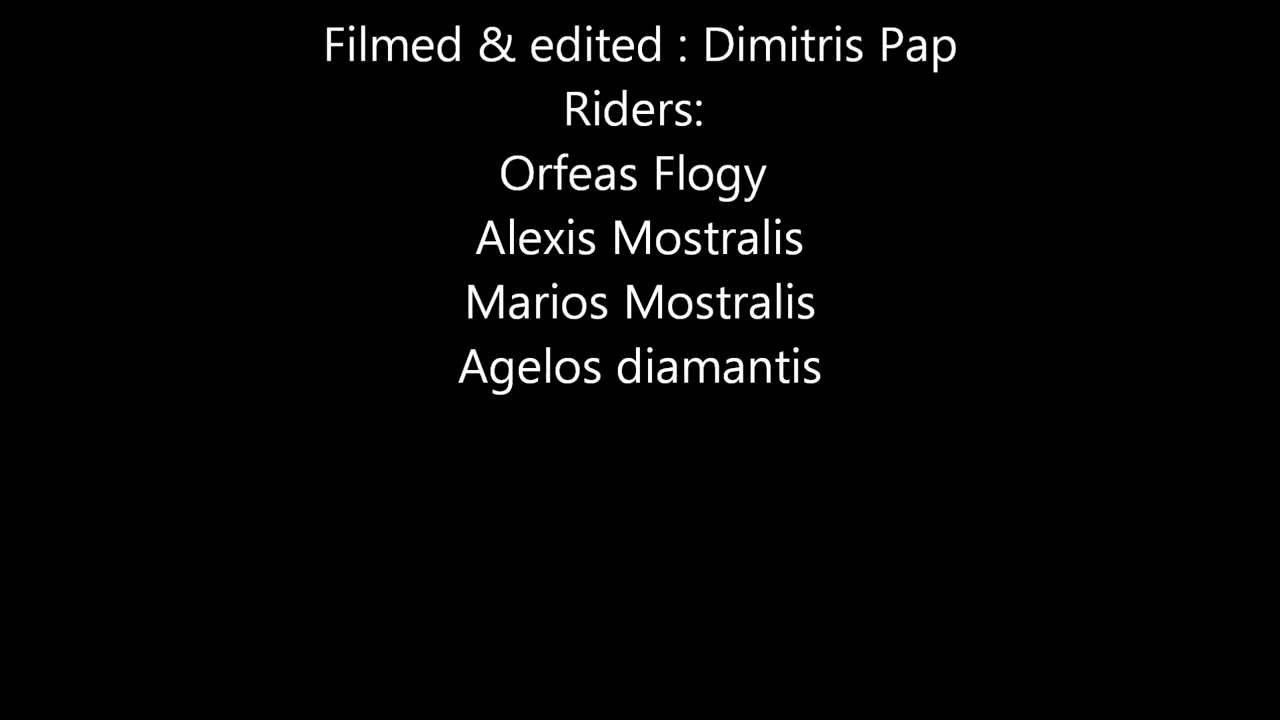 Filmed & edited : Dimitris Pap
Riders:
Orfeas Flogy
Alexis Mostralis
Marios Mostralis
Agelos diamantis